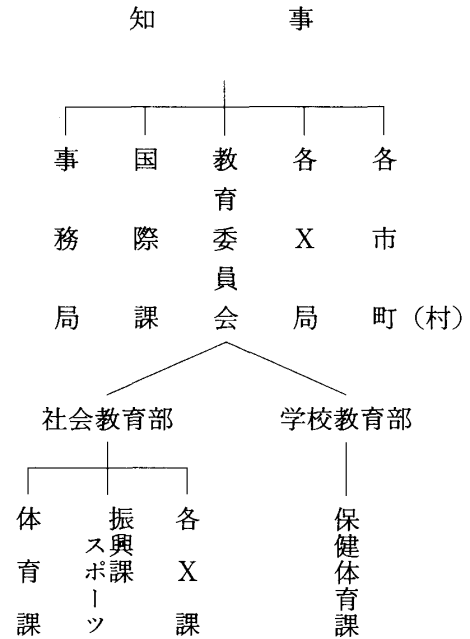 知事
事務局
国際課
教育委員会
各X局
各市町（村）
社会教育部
学校教育部
体育課
スポーツ振興課
各X課
保健体育課